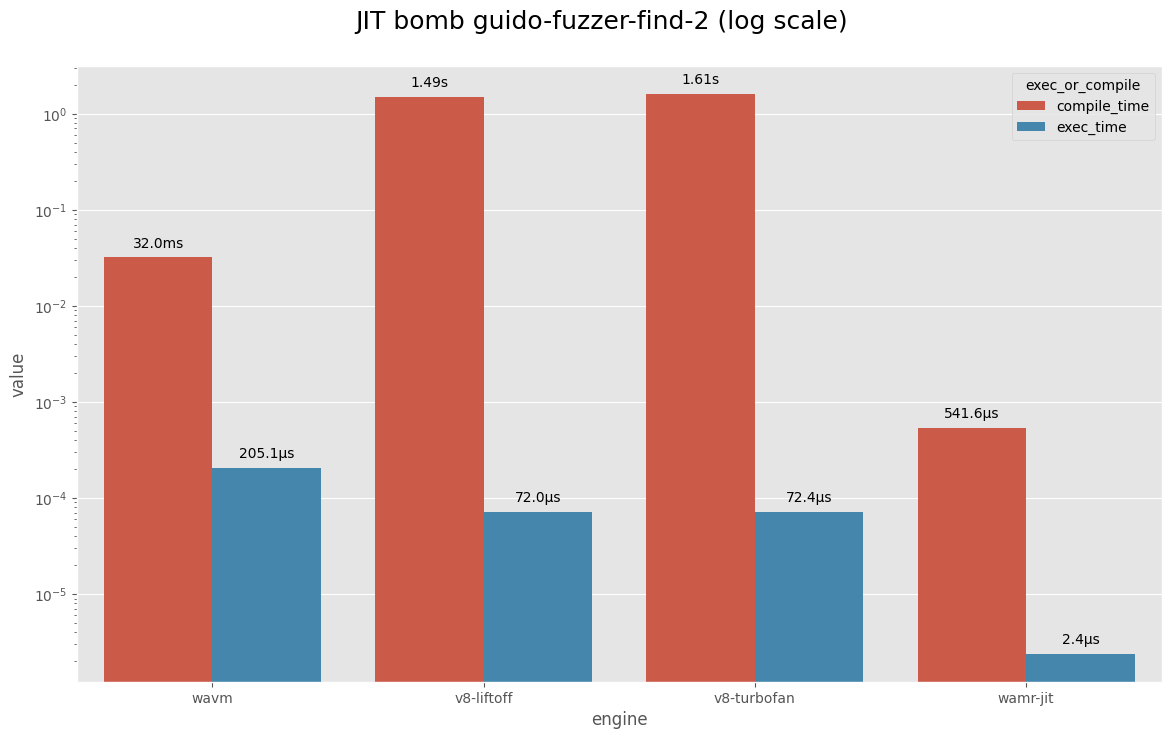 JIT bomb guido-fuzzer-find-2 (log scale)
exec_or_compile
compile_time
exec_time
value
10⁰
10⁻¹
10⁻²
10⁻³
10⁻⁴
10⁻⁵
32.0ms
205.1µs
1.49s
72.0µs
1.61s
72.4µs
541.6µs
2.4µs
wavm
v8-liftoff
v8-turbofan
wamr-jit
engine